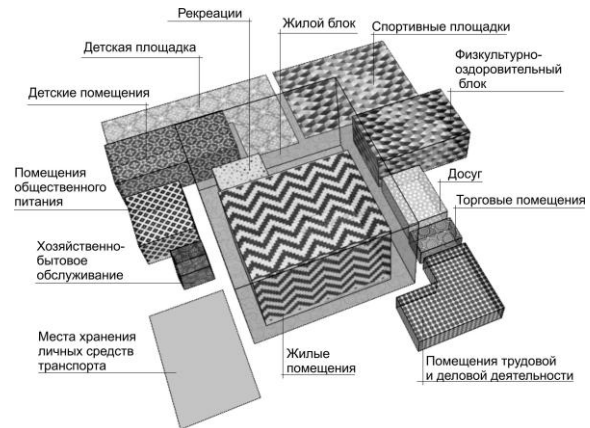 Рекреации
Жилой блок
Спортивные площадки
Детская площадка
Физкультурно-
оздоровительный
блок
Детские помещения
Помещения
общественного
питания
Досуг
Торговые помещения
Хозяйственно-
бытовое
обслуживание
Места хранения
личных средств
транспорта
Жилые
помещения
Помещения трудовой
и деловой деятельности